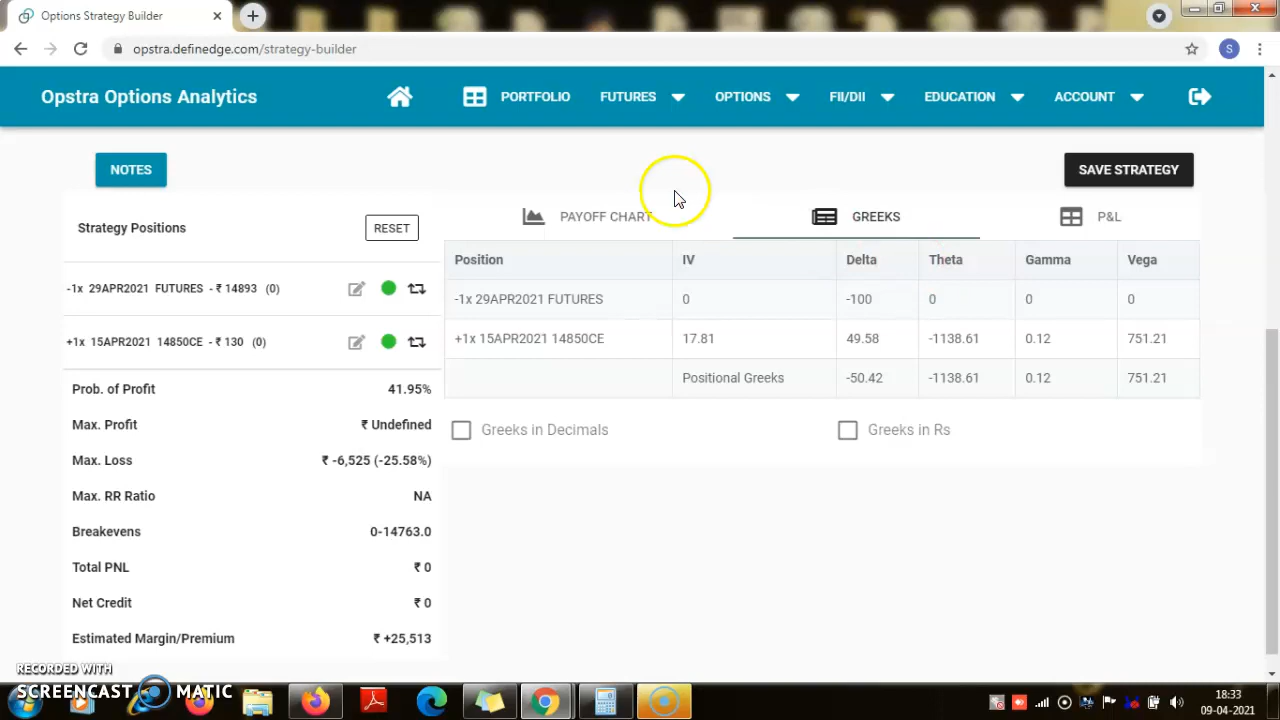 Options Strategy Builder
opstra.definedge.com/strategy-builder
S
Opstra Options Analytics
PORTFOLIO
FUTURES
OPTIONS
FII/DII
EDUCATION
ACCOUNT
NOTES
SAVE STRATEGY
Strategy Positions
RESET
-1x 29APR2021 FUTURES - ₹ 14893 (0)
+1x 15APR2021 14850CE - ₹ 130 (0)
Prob. of Profit 41.95%
Max. Profit ₹ Undefined
Max. Loss ₹ -6,525 (-25.58%)
Max. RR Ratio NA
Breakevens 0-14763.0
Total PNL ₹ 0
Net Credit ₹ 0
Estimated Margin/Premium ₹ +25,513
PAYOFF CHART
GREEKS
P&L
Position IV Delta Theta Gamma Vega
-1x 29APR2021 FUTURES 0 -100 0 0 0
+1x 15APR2021 14850CE 17.81 49.58 -1138.61 0.12 751.21
Positional Greeks -50.42 -1138.61 0.12 751.21
Greeks in Decimals
Greeks in Rs
RECORDED WITH
SCREENCAST MATIC
18:33
09-04-2021